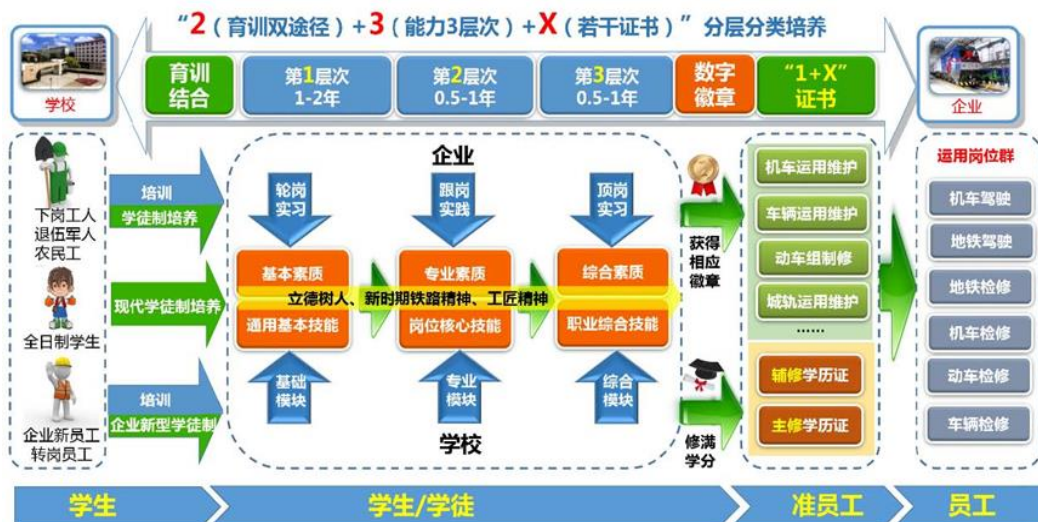 “2（育训双途径）+3（能力3层次）+X（若干证书）”分层分类培养
学校
育训
结合
第1层次
1-2年
第2层次
0.5-1年
第3层次
0.5-1年
数字
徽章
“1+X”
证书
企业
下岗工人
退伍军人
农民工
全日制学生
企业新员工
转岗员工
培训
学徒制培养
现代学徒制培养
培训
企业新型学徒制
企业
轮岗
实习
跟岗
实践
顶岗
实习
基本素质
专业素质
综合素质
立德树人、新时期铁路精神、工匠精神
通用基本技能
岗位核心技能
职业综合技能
基础
模块
专业
模块
综合
模块
学校
获得
相应
徽章
修满
学分
机车运用维护
车辆运用维护
动车组制修
城轨运用维护
······
辅修学历证
主修学历证
运用岗位群
机车驾驶
地铁驾驶
地铁检修
机车检修
动车检修
车辆检修
学生
学生/学徒
准员工
员工